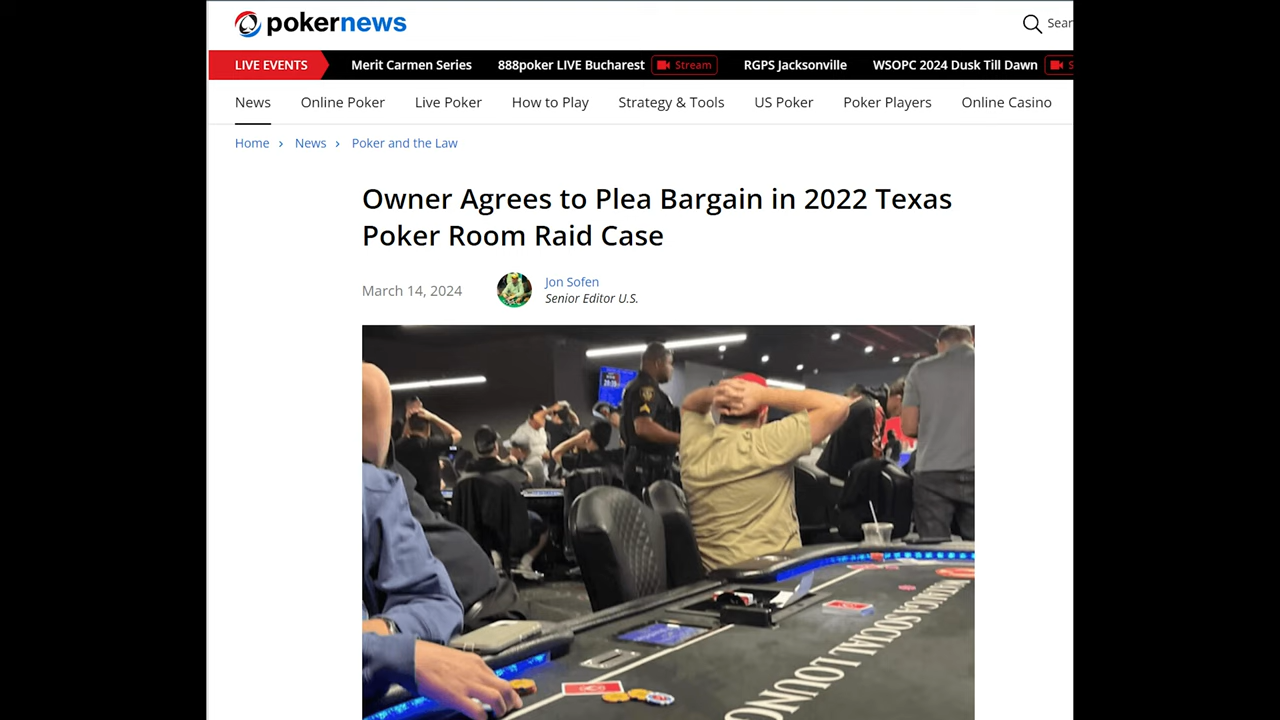 pokernews
Sear
LIVE EVENTS Merit Carmen Series 888poker LIVE Bucharest Stream RGPS Jacksonville WSOPC 2024 Dusk Till Dawn S
News Online Poker Live Poker How to Play Strategy & Tools US Poker Poker Players Online Casino
Home › News › Poker and the Law
Owner Agrees to Plea Bargain in 2022 Texas
Poker Room Raid Case
March 14, 2024
Jon Sofen
Senior Editor U.S.
SOCIAL LOUNG